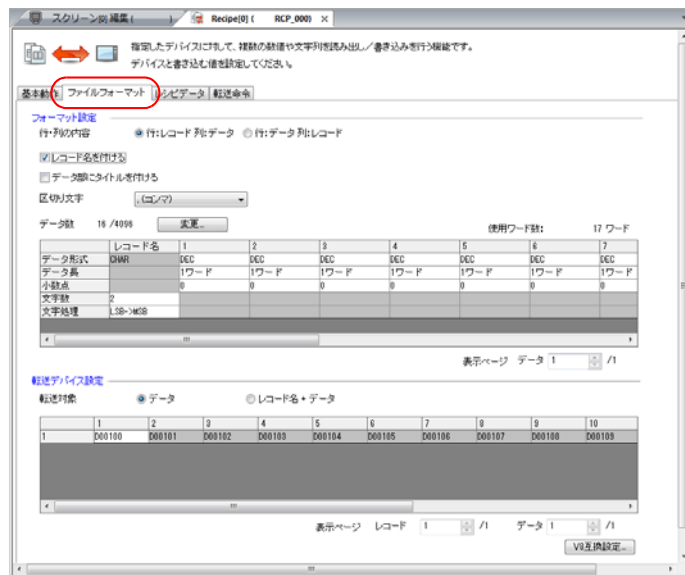 スクリーン[0] 編集 ( )
Recipe[0] ( RCP_000) ×
指定したデバイスに対して、複数の数値や文字列を読み出し／書き込みを行う機能です。
デバイスと書き込む値を設定してください。
基本動作 ファイルフォーマット レシピデータ 転送命令
フォーマット設定
行・列の内容 行:レコード 列:データ 行:データ 列:レコード
レコード名を付ける
データ毎にタイトルを付ける
区切り文字 , (コンマ)
データ数 16 /4096 変更... 使用ワード数: 17 ワード
レコード名 1 2 3 4 5 6 7
データ形式 CHAR DEC DEC DEC DEC DEC DEC DEC
データ長 1ワード 1ワード 1ワード 1ワード 1ワード 1ワード 1ワード
小数点 0 0 0 0 0 0 0
文字数 2
文字処理 LSB->MSB
表示ページ データ 1 /1
転送デバイス設定
転送対象 データ レコード名 + データ
1 2 3 4 5 6 7 8 9 10
1 D00100 D00101 D00102 D00103 D00104 D00105 D00106 D00107 D00108 D00109
表示ページ レコード 1 /1 データ 1 /1
V8互換設定...